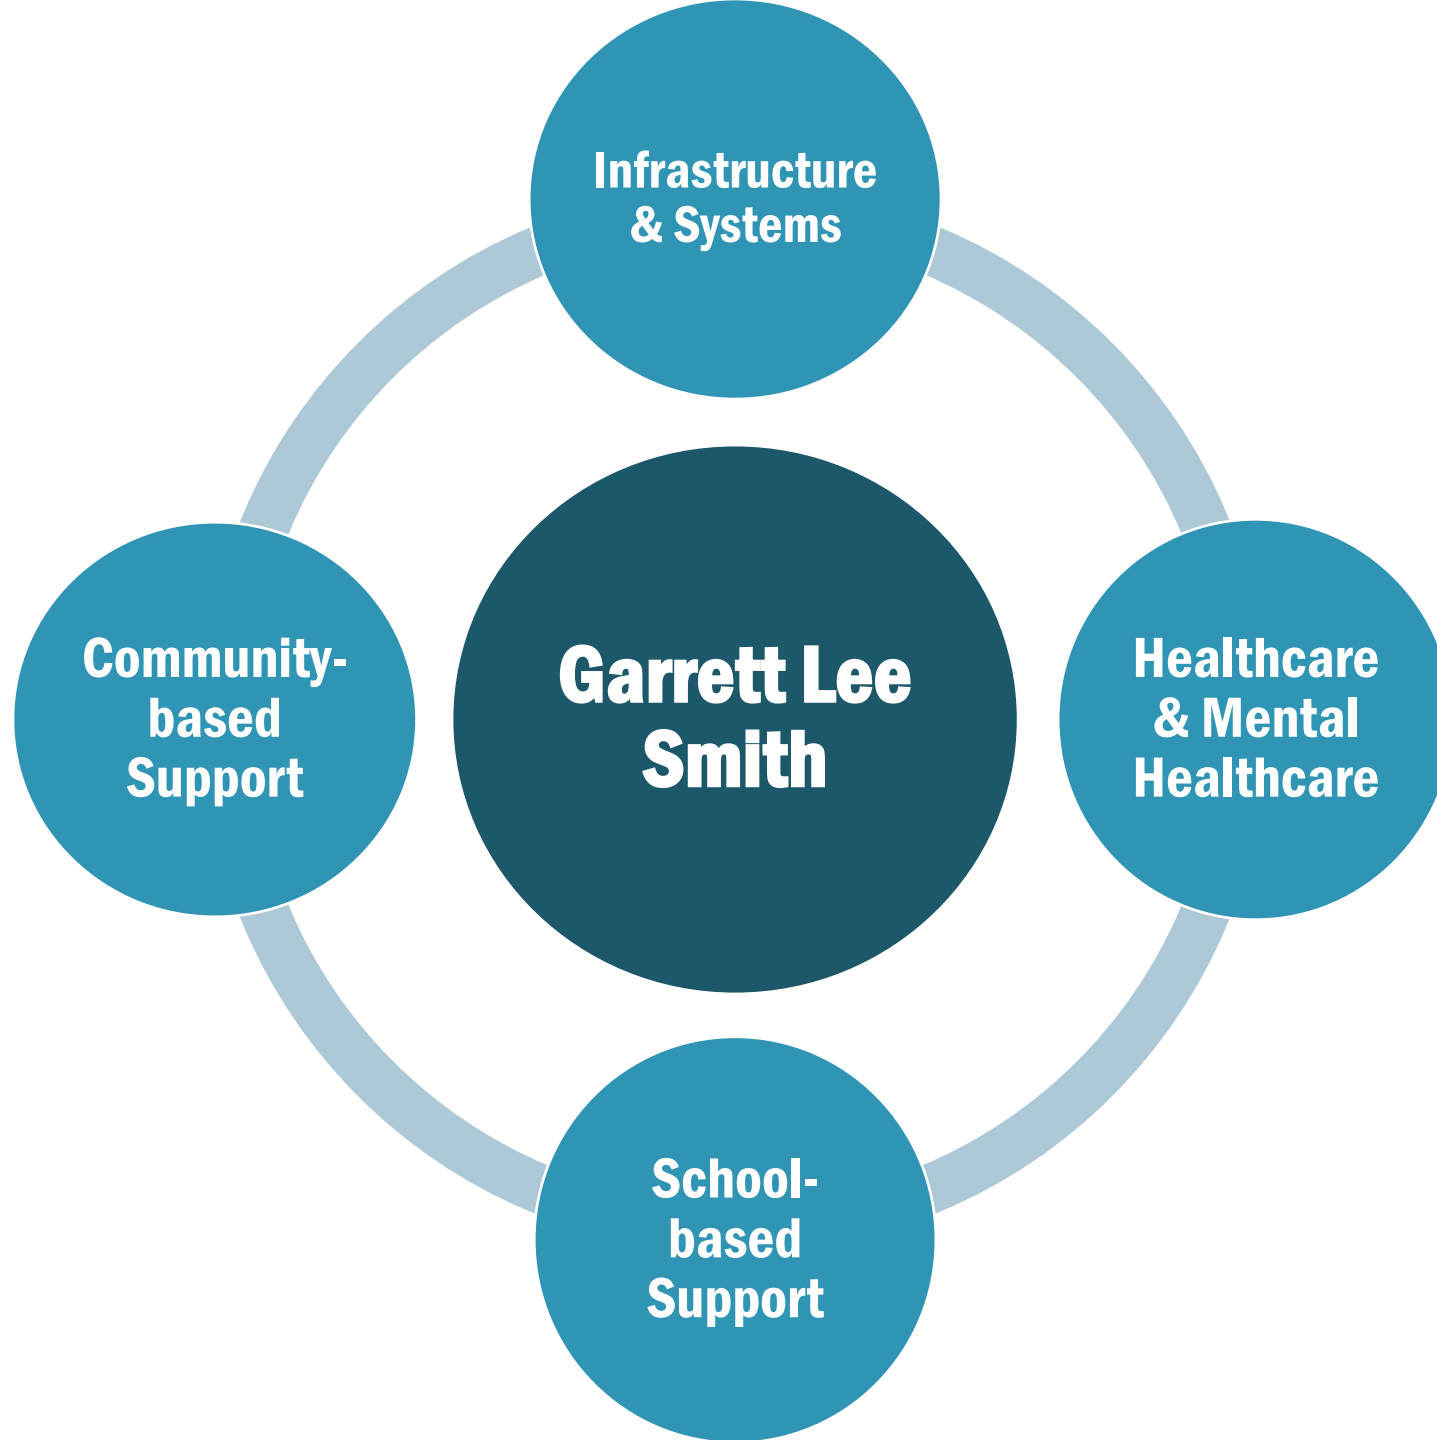 Infrastructure
& Systems
Community-
based
Support
Garrett Lee
Smith
Healthcare
& Mental
Healthcare
School-
based
Support